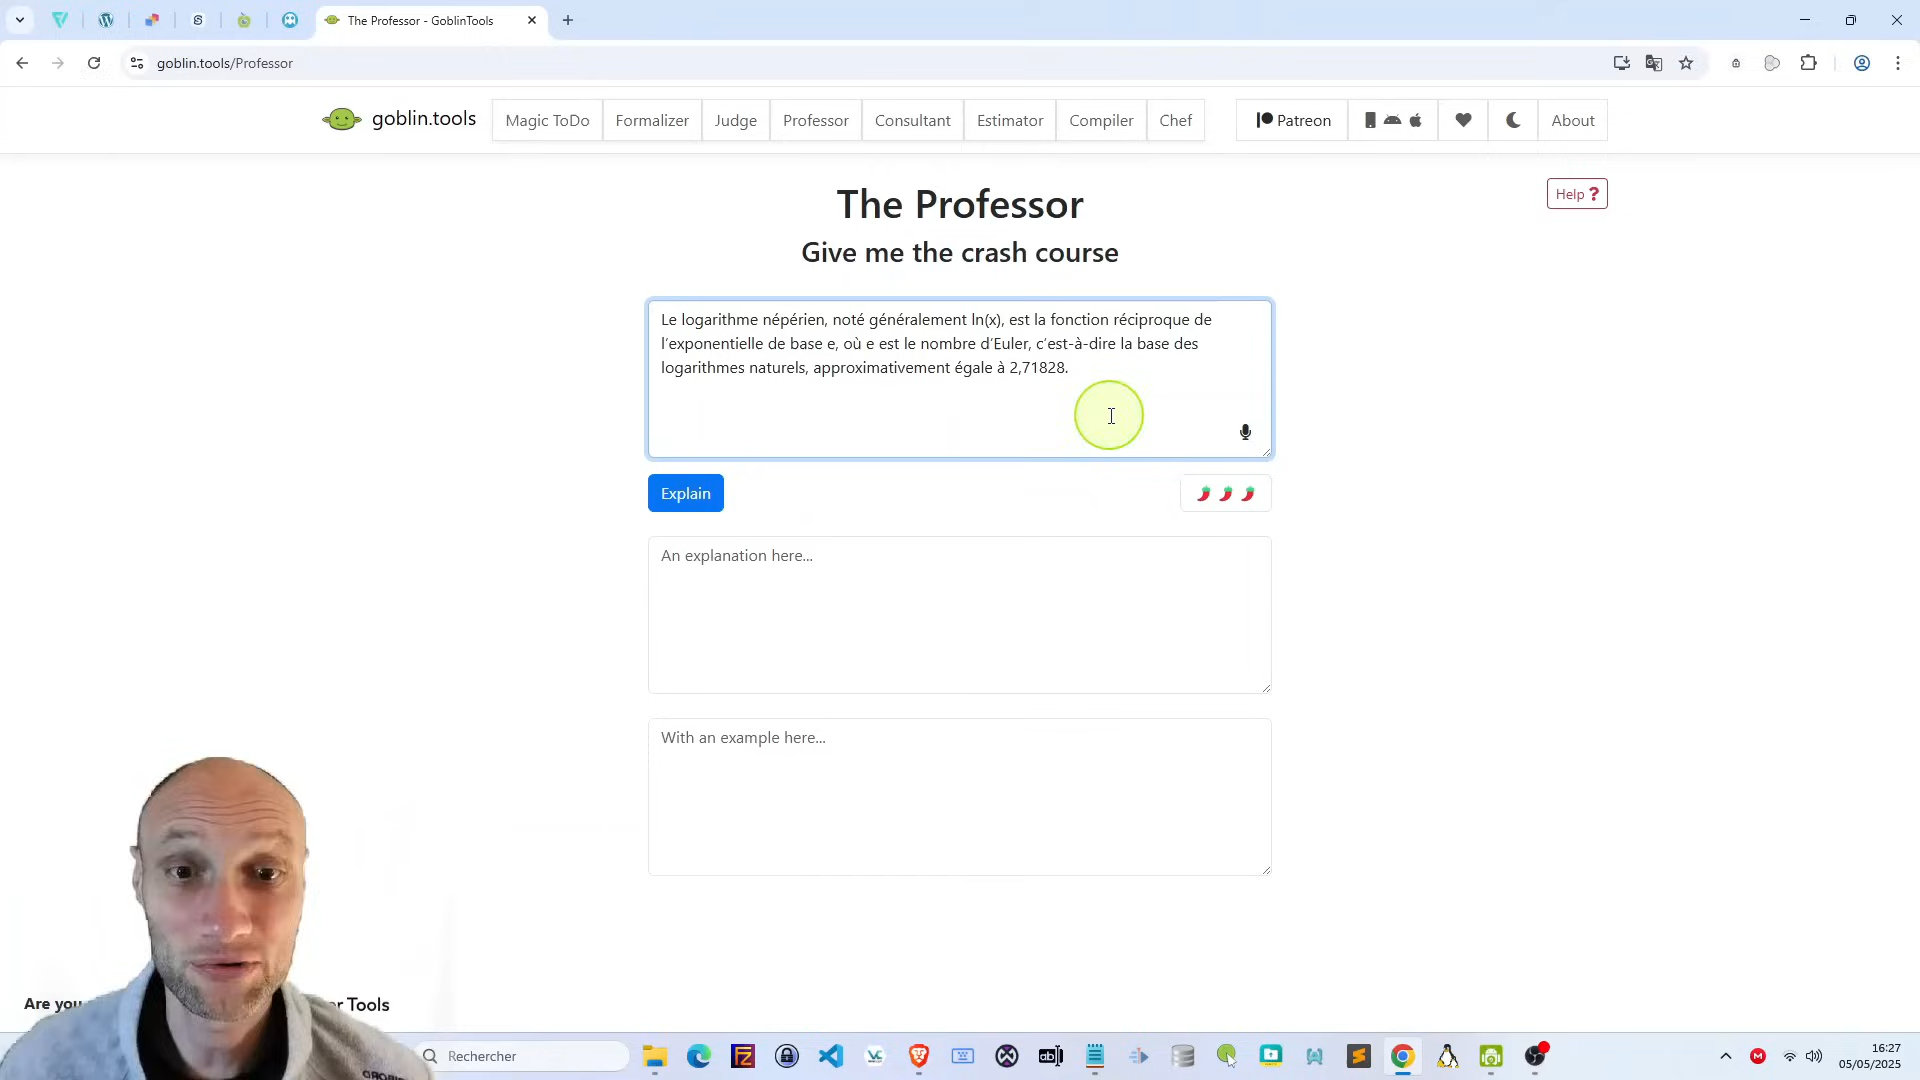 The Professor - GoblinTools
goblin.tools/Professor
goblin.tools
Magic ToDo
Formalizer
Judge
Professor
Consultant
Estimator
Compiler
Chef
Patreon
About
The Professor
Help ?
Give me the crash course
Le logarithme népérien, noté généralement ln(x), est la fonction réciproque de
l'exponentielle de base e, où e est le nombre d'Euler, c'est-à-dire la base des
logarithmes naturels, approximativement égale à 2,71828.
Explain
An explanation here...
With an example here...
Are you
Tools
Rechercher
16:27
05/05/2025